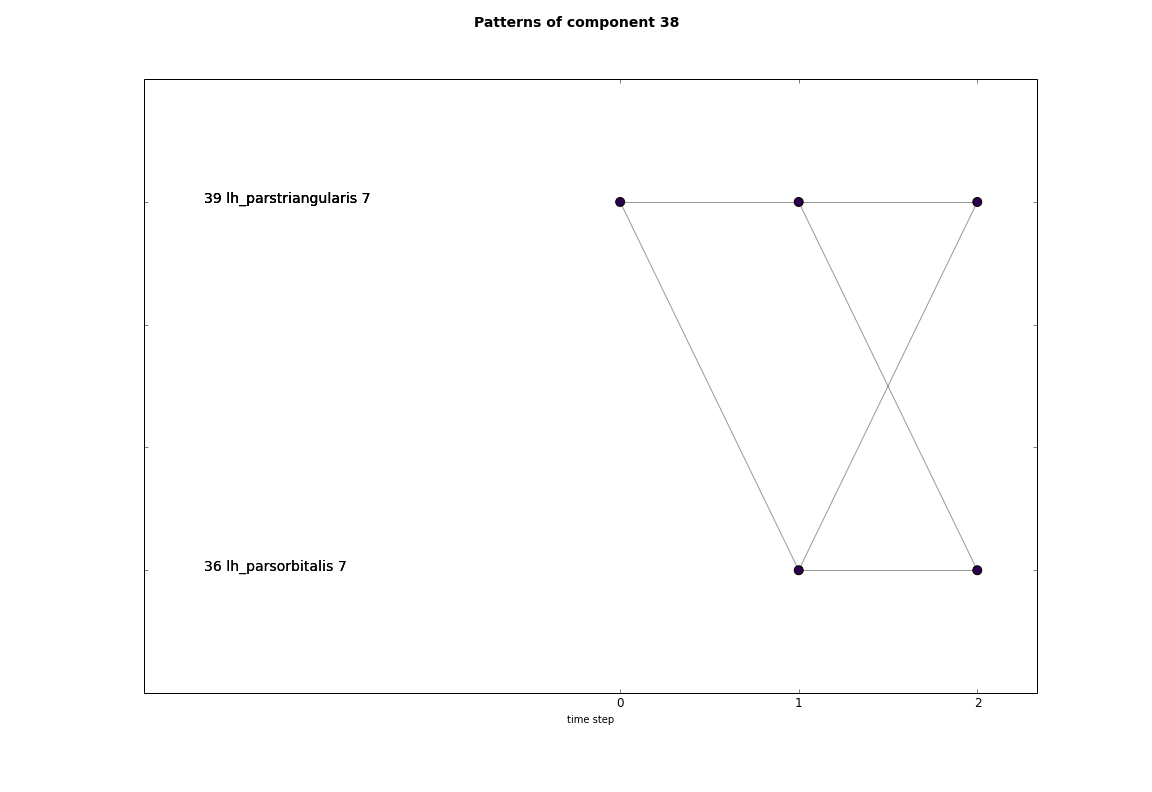 Patterns of component 38
39 lh_parstriangularis 7
36 lh_parsorbitalis 7
0 1 2
time step